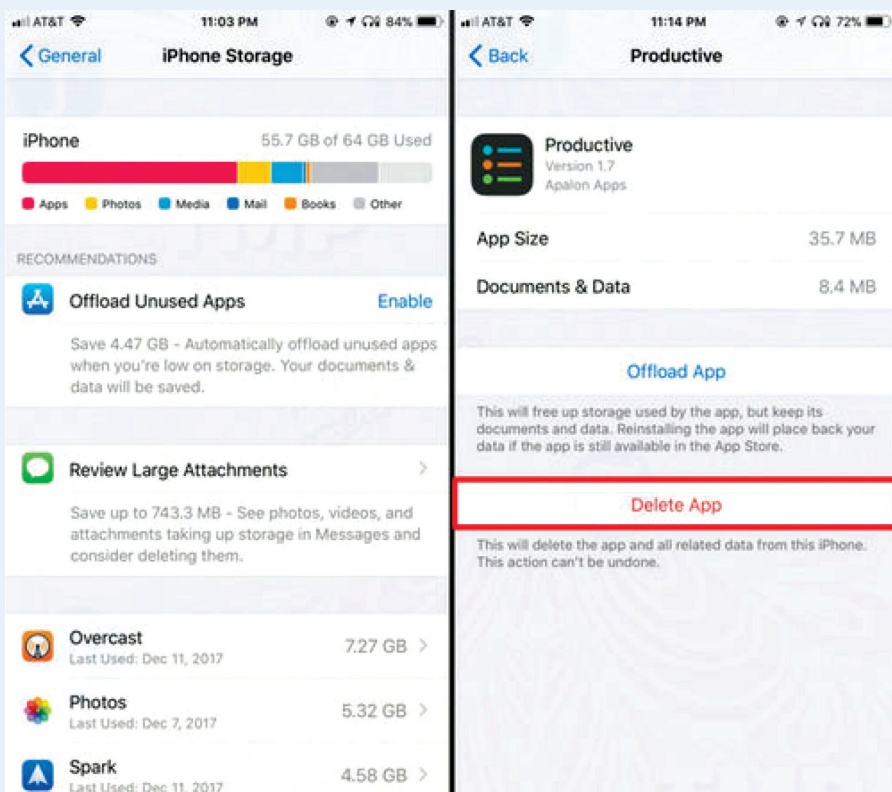 AT&T 11:03 PM 84%
General iPhone Storage
iPhone 55.7 GB of 64 GB Used
Apps Photos Media Mail Books Other
RECOMMENDATIONS
Offload Unused Apps Enable
Save 4.47 GB - Automatically offload unused apps
when you're low on storage. Your documents &
data will be saved.
Review Large Attachments
Save up to 743.3 MB - See photos, videos, and
attachments taking up storage in Messages and
consider deleting them.
Overcast 7.27 GB
Last Used: Dec 11, 2017
Photos 5.32 GB
Last Used: Dec 7, 2017
Spark 4.58 GB
Last Used: Dec 11, 2017
AT&T 11:14 PM 72%
Back Productive
Productive
Version 1.7
Apalon Apps
App Size 35.7 MB
Documents & Data 8.4 MB
Offload App
This will free up storage used by the app, but keep its
documents and data. Reinstalling the app will place back your
data if the app is still available in the App Store.
Delete App
This will delete the app and all related data from this iPhone.
This action can't be undone.